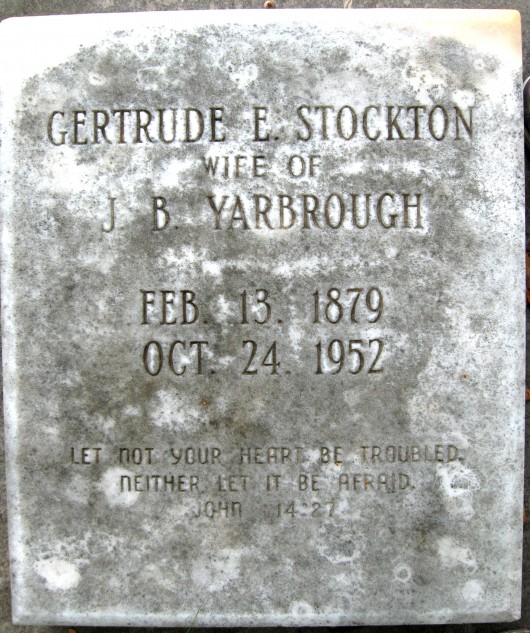 GERTRUDE E. STOCKTON
WIFE OF
J. B. YARBROUGH
FEB. 13. 1879
OCT. 24. 1952
LET NOT YOUR HEART BE TROUBLED.
NEITHER LET IT BE AFRAID.
JOHN 14:27